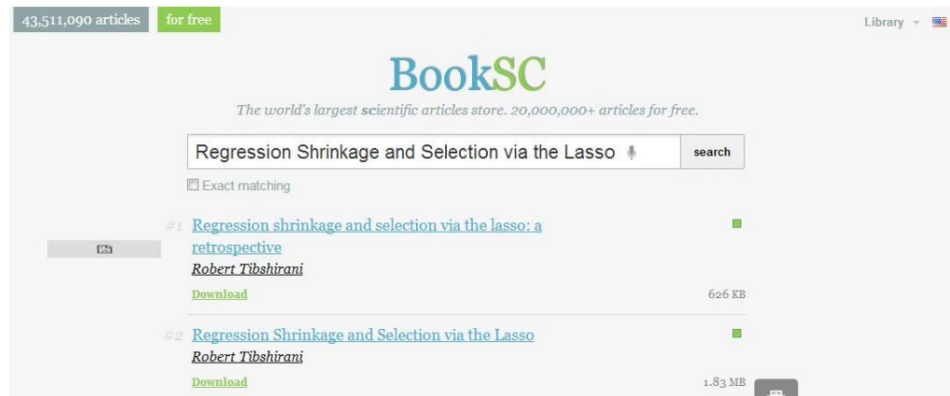 43,511,090 articles for free Library
BookSC
The world's largest scientific articles store. 20,000,000+ articles for free.
Regression Shrinkage and Selection via the Lasso search
Exact matching
#1 Regression shrinkage and selection via the lasso: a
retrospective
Robert Tibshirani
Download 626 KB
#2 Regression Shrinkage and Selection via the Lasso
Robert Tibshirani
Download 1.83 MB